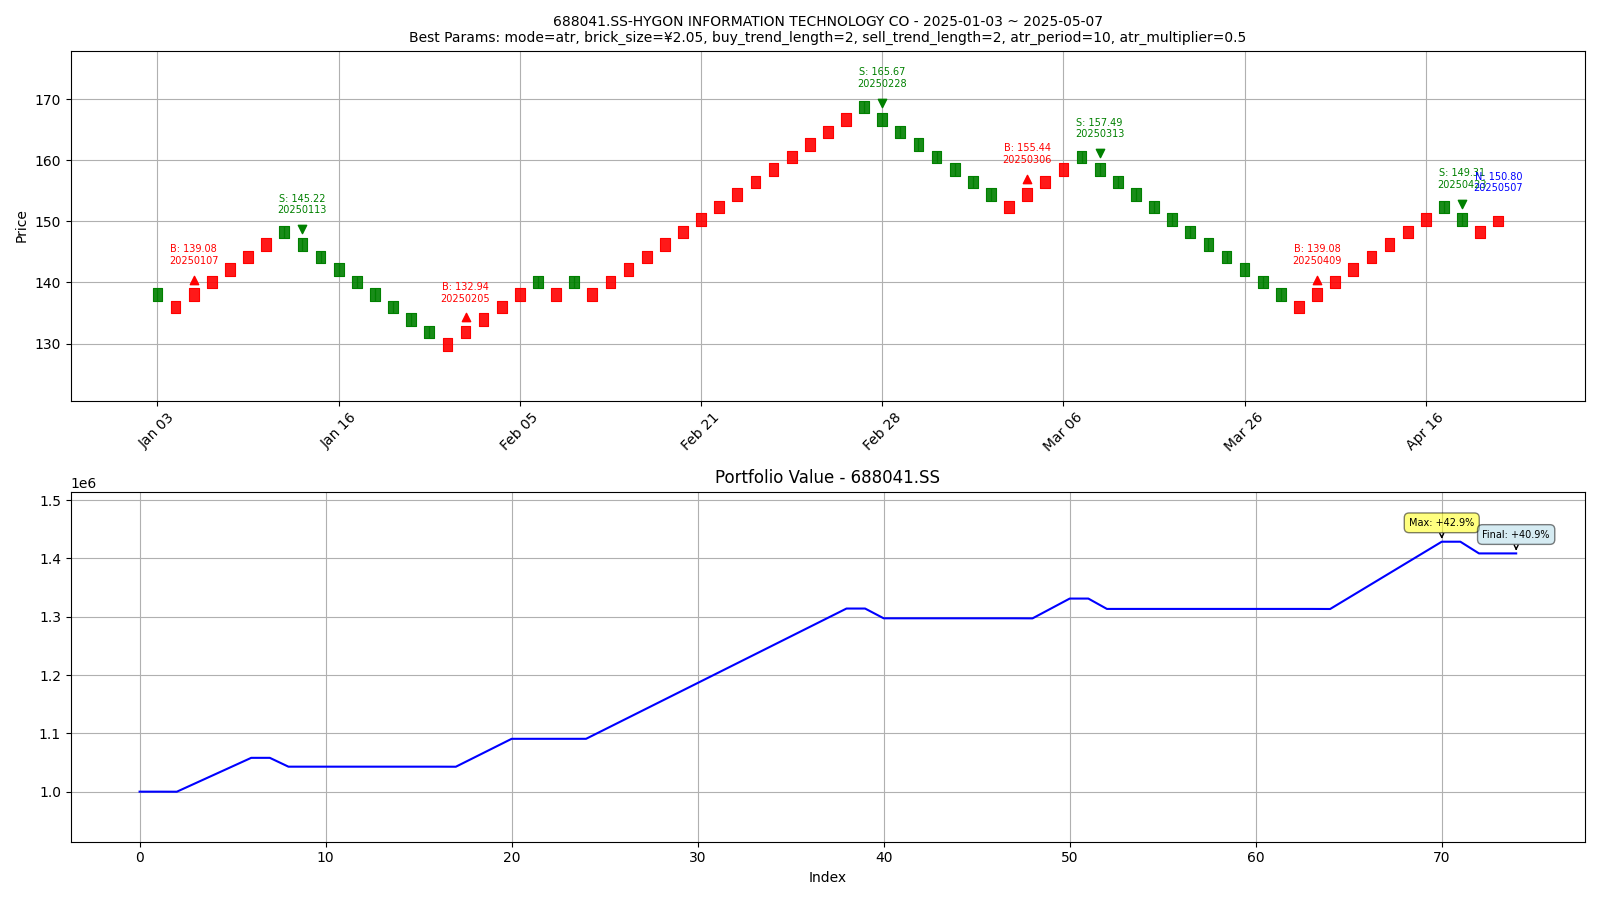 688041.SS-HYGON INFORMATION TECHNOLOGY CO - 2025-01-03 ~ 2025-05-07
Best Params: mode=atr, brick_size=¥2.05, buy_trend_length=2, sell_trend_length=2, atr_period=10, atr_multiplier=0.5
Price
170
160
150
140
130
B: 139.08
20250107
S: 145.22
20250113
B: 132.94
20250205
S: 165.67
20250228
B: 155.44
20250306
S: 157.49
20250313
B: 139.08
20250409
S: 149.31
N: 150.80
20250507
Jan 03
Jan 16
Feb 05
Feb 21
Feb 28
Mar 06
Mar 26
Apr 16
Portfolio Value - 688041.SS
1e6
1.5
1.4
1.3
1.2
1.1
1.0
Max: +42.9%
Final: +40.9%
0
10
20
30
40
50
60
70
Index